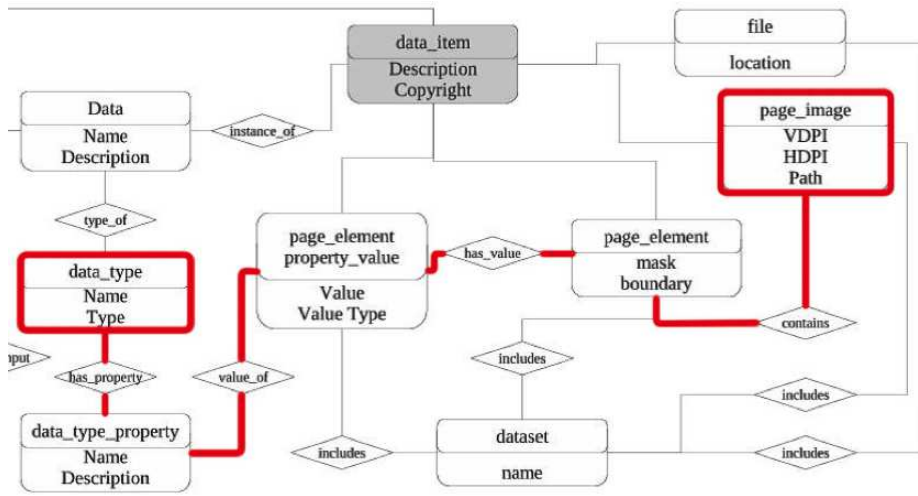 data_item
Description
Copyright
file
location
Data
Name
Description
instance_of
page_image
VDPI
HDPI
Path
type_of
page_element
property_value
Value
Value Type
has_value
page_element
mask
boundary
data_type
Name
Type
contains
includes
has_property
value_of
includes
data_type_property
Name
Description
includes
dataset
name
includes